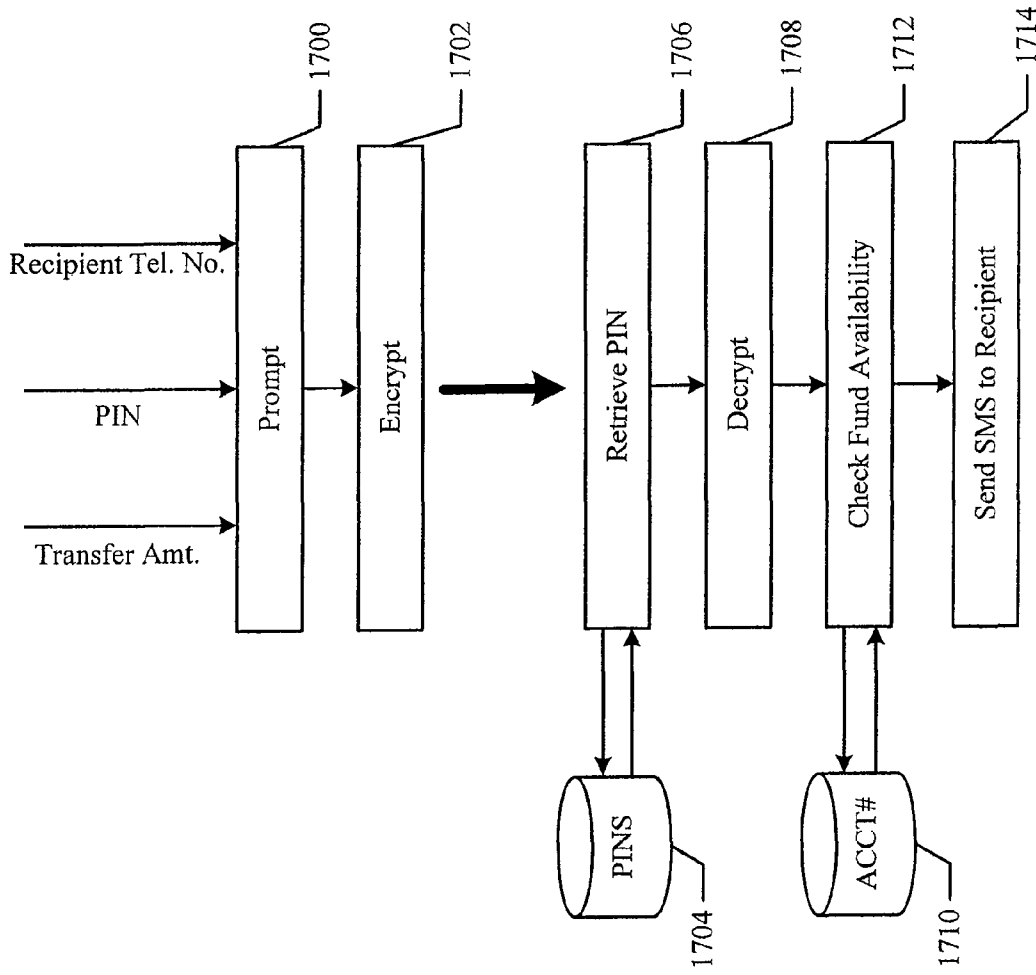 Transfer Amt.
PIN
Recipient Tel. No.
Prompt
1700
Encrypt
1702
PINS
1704
Retrieve PIN
1706
Decrypt
1708
ACCT#
1710
Check Fund Availability
1712
Send SMS to Recipient
1714